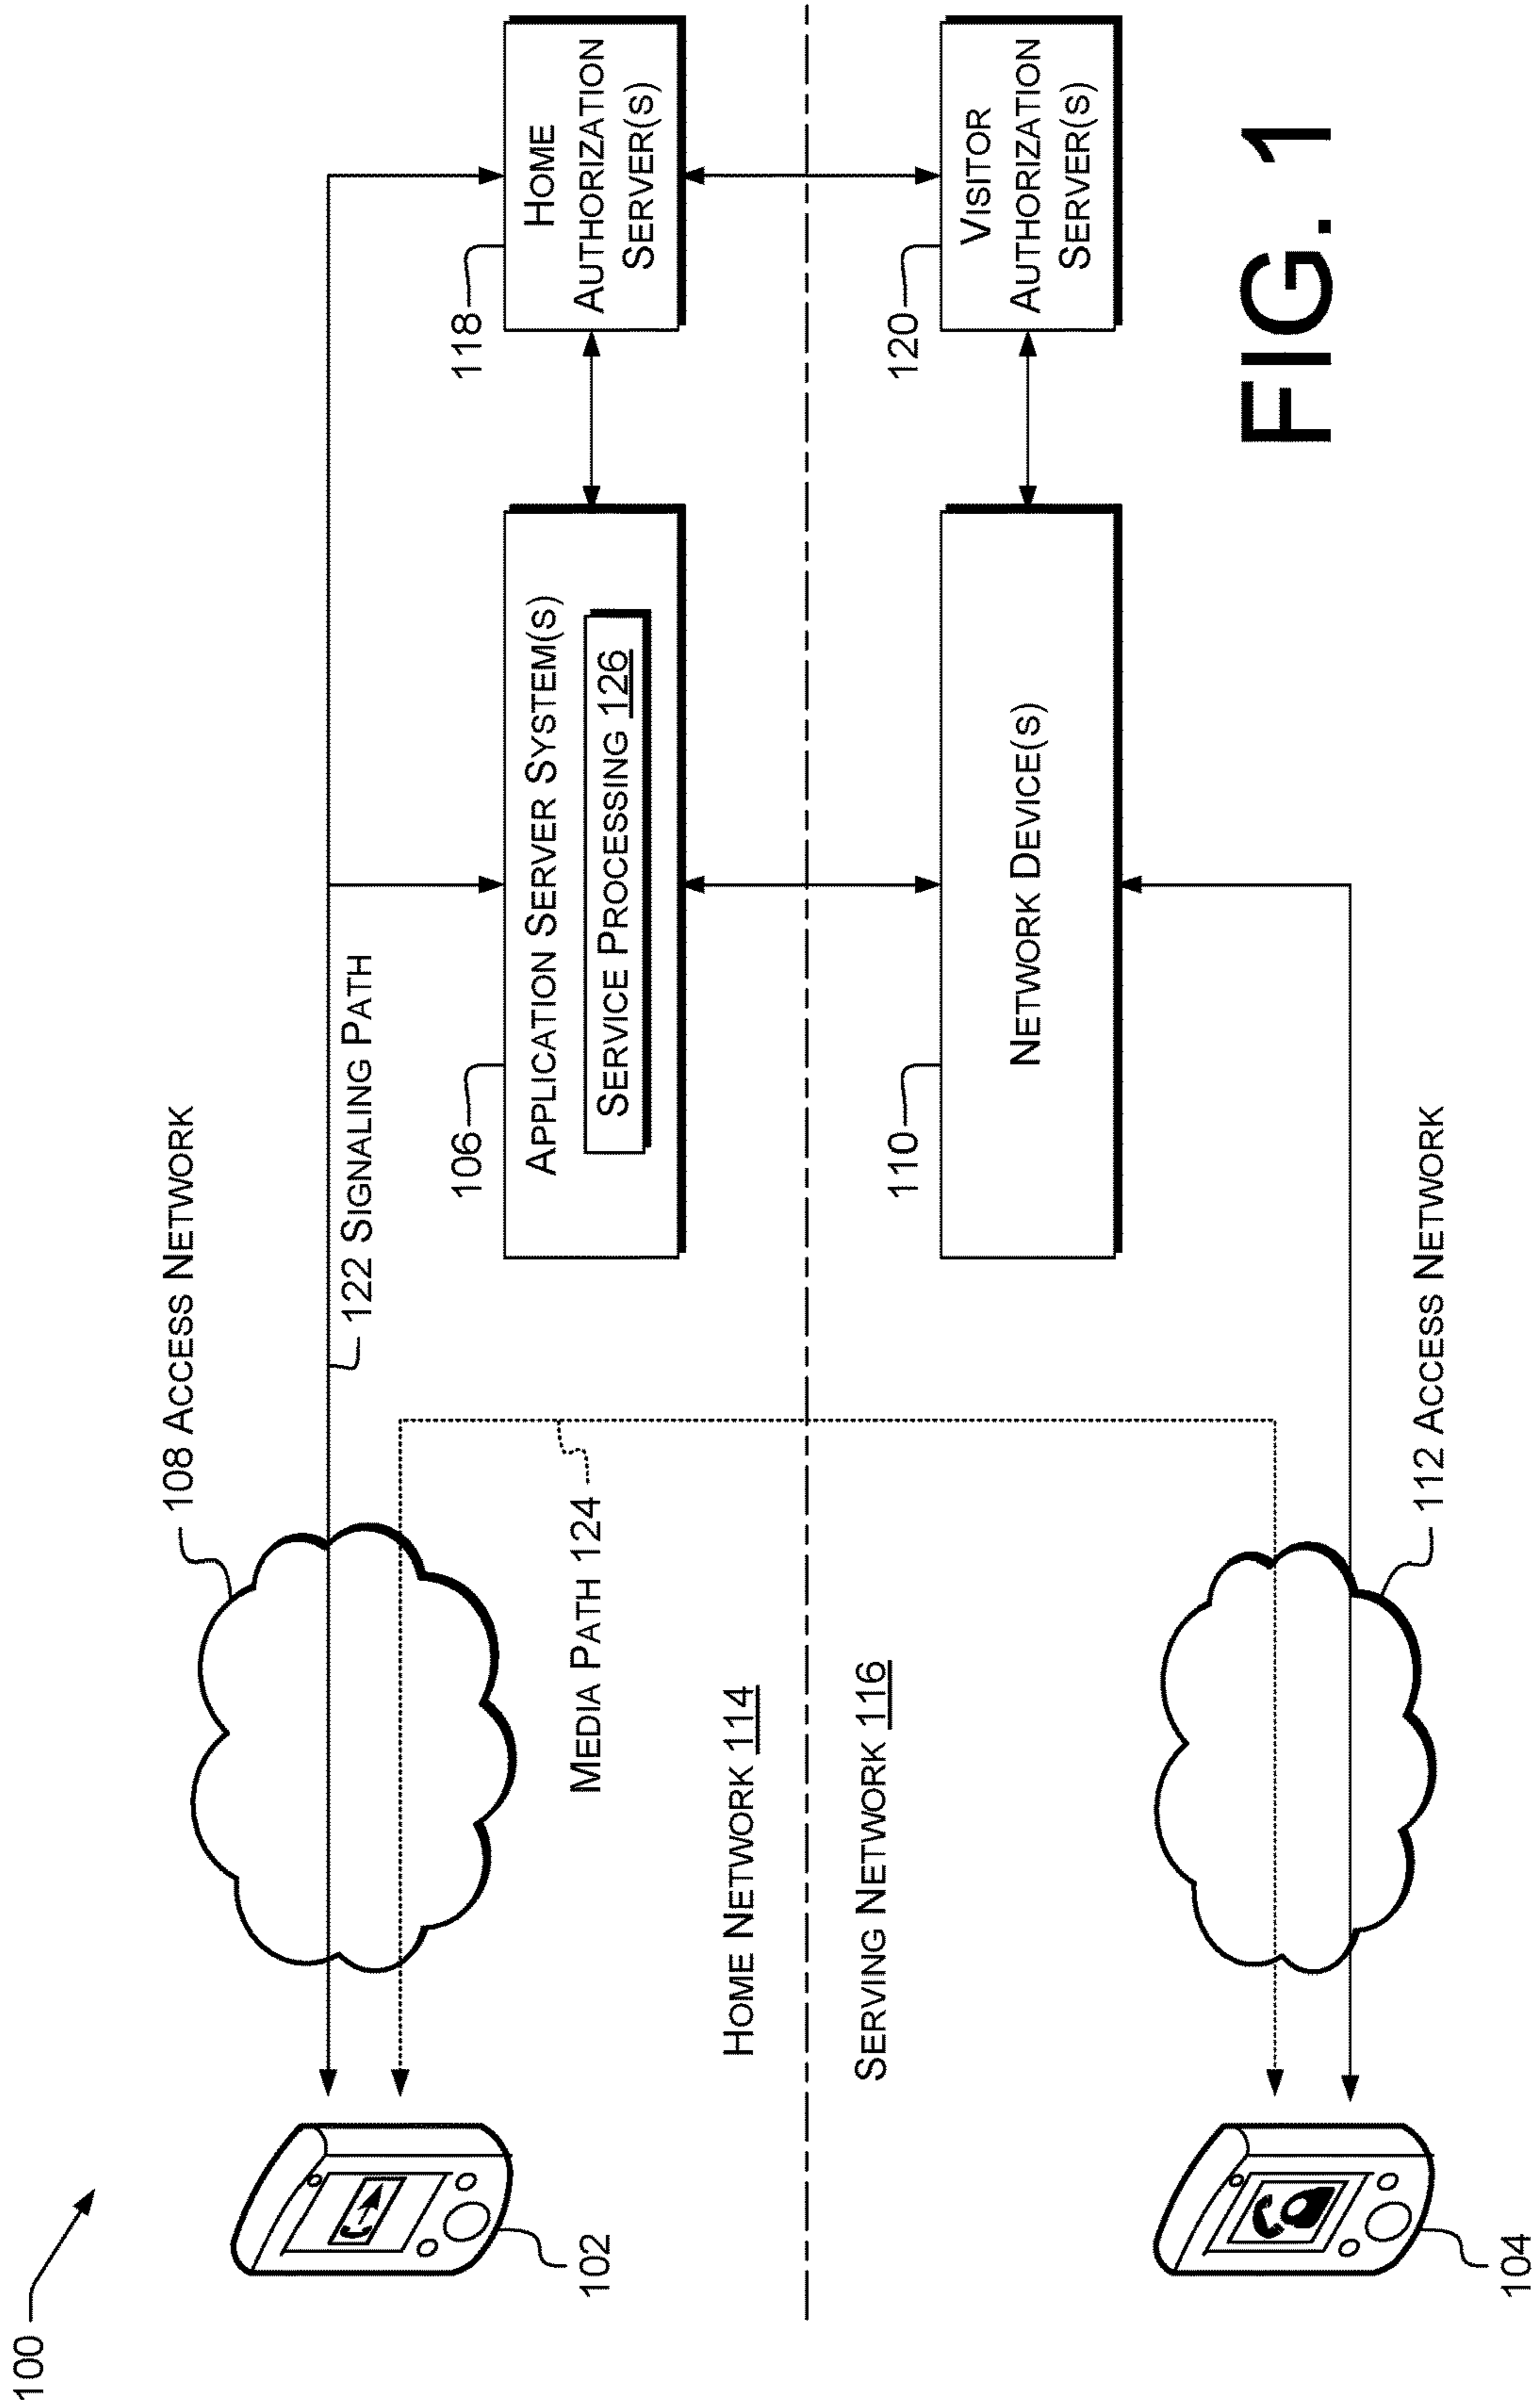 100
108 ACCESS NETWORK
122 SIGNALING PATH
102
MEDIA PATH 124
106
APPLICATION SERVER SYSTEM(S)
SERVICE PROCESSING 126
118
HOME
AUTHORIZATION
SERVER(S)
HOME NETWORK 114
SERVING NETWORK 116
110
NETWORK DEVICE(S)
120
VISITOR
AUTHORIZATION
SERVER(S)
104
112 ACCESS NETWORK
FIG. 1